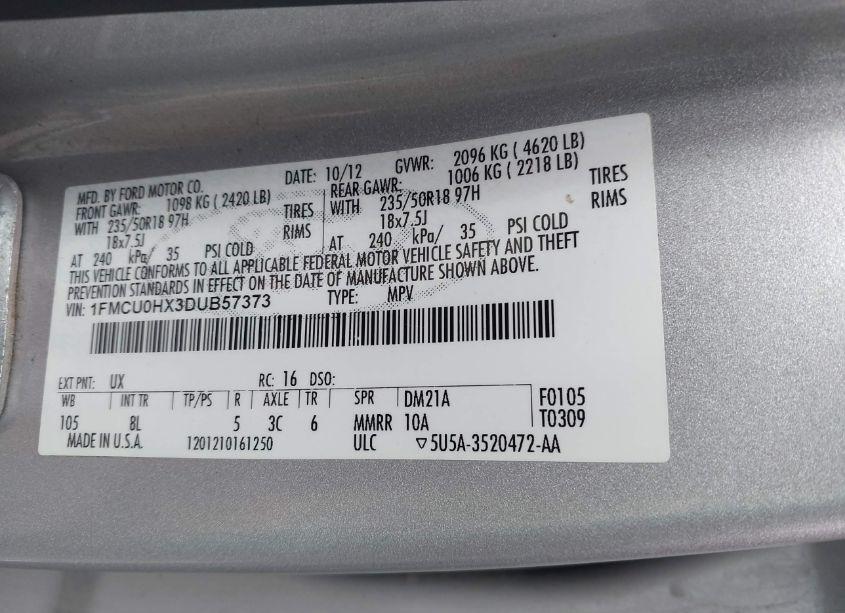 MFD. BY FORD MOTOR CO. DATE: 10/12 GVWR: 2096 KG ( 4620 LB)
FRONT GAWR: 1098 KG ( 2420 LB) REAR GAWR: 1006 KG ( 2218 LB)
WITH 235/50R18 97H TIRES WITH 235/50R18 97H TIRES
18x7.5J RIMS 18x7.5J RIMS
AT 240 kPa/ 35 PSI COLD AT 240 kPa/ 35 PSI COLD
THIS VEHICLE CONFORMS TO ALL APPLICABLE FEDERAL MOTOR VEHICLE SAFETY AND THEFT
PREVENTION STANDARDS IN EFFECT ON THE DATE OF MANUFACTURE SHOWN ABOVE.
VIN: 1FMCU0HX3DUB57373 TYPE: MPV
EXT PNT: UX RC: 16 DSO:
WB INT TR TP/PS R AXLE TR SPR DM21A F0105
105 8L 5 3C 6 MMRR 10A T0309
MADE IN U.S.A. 1201210161250 ULC ▽5U5A-3520472-AA